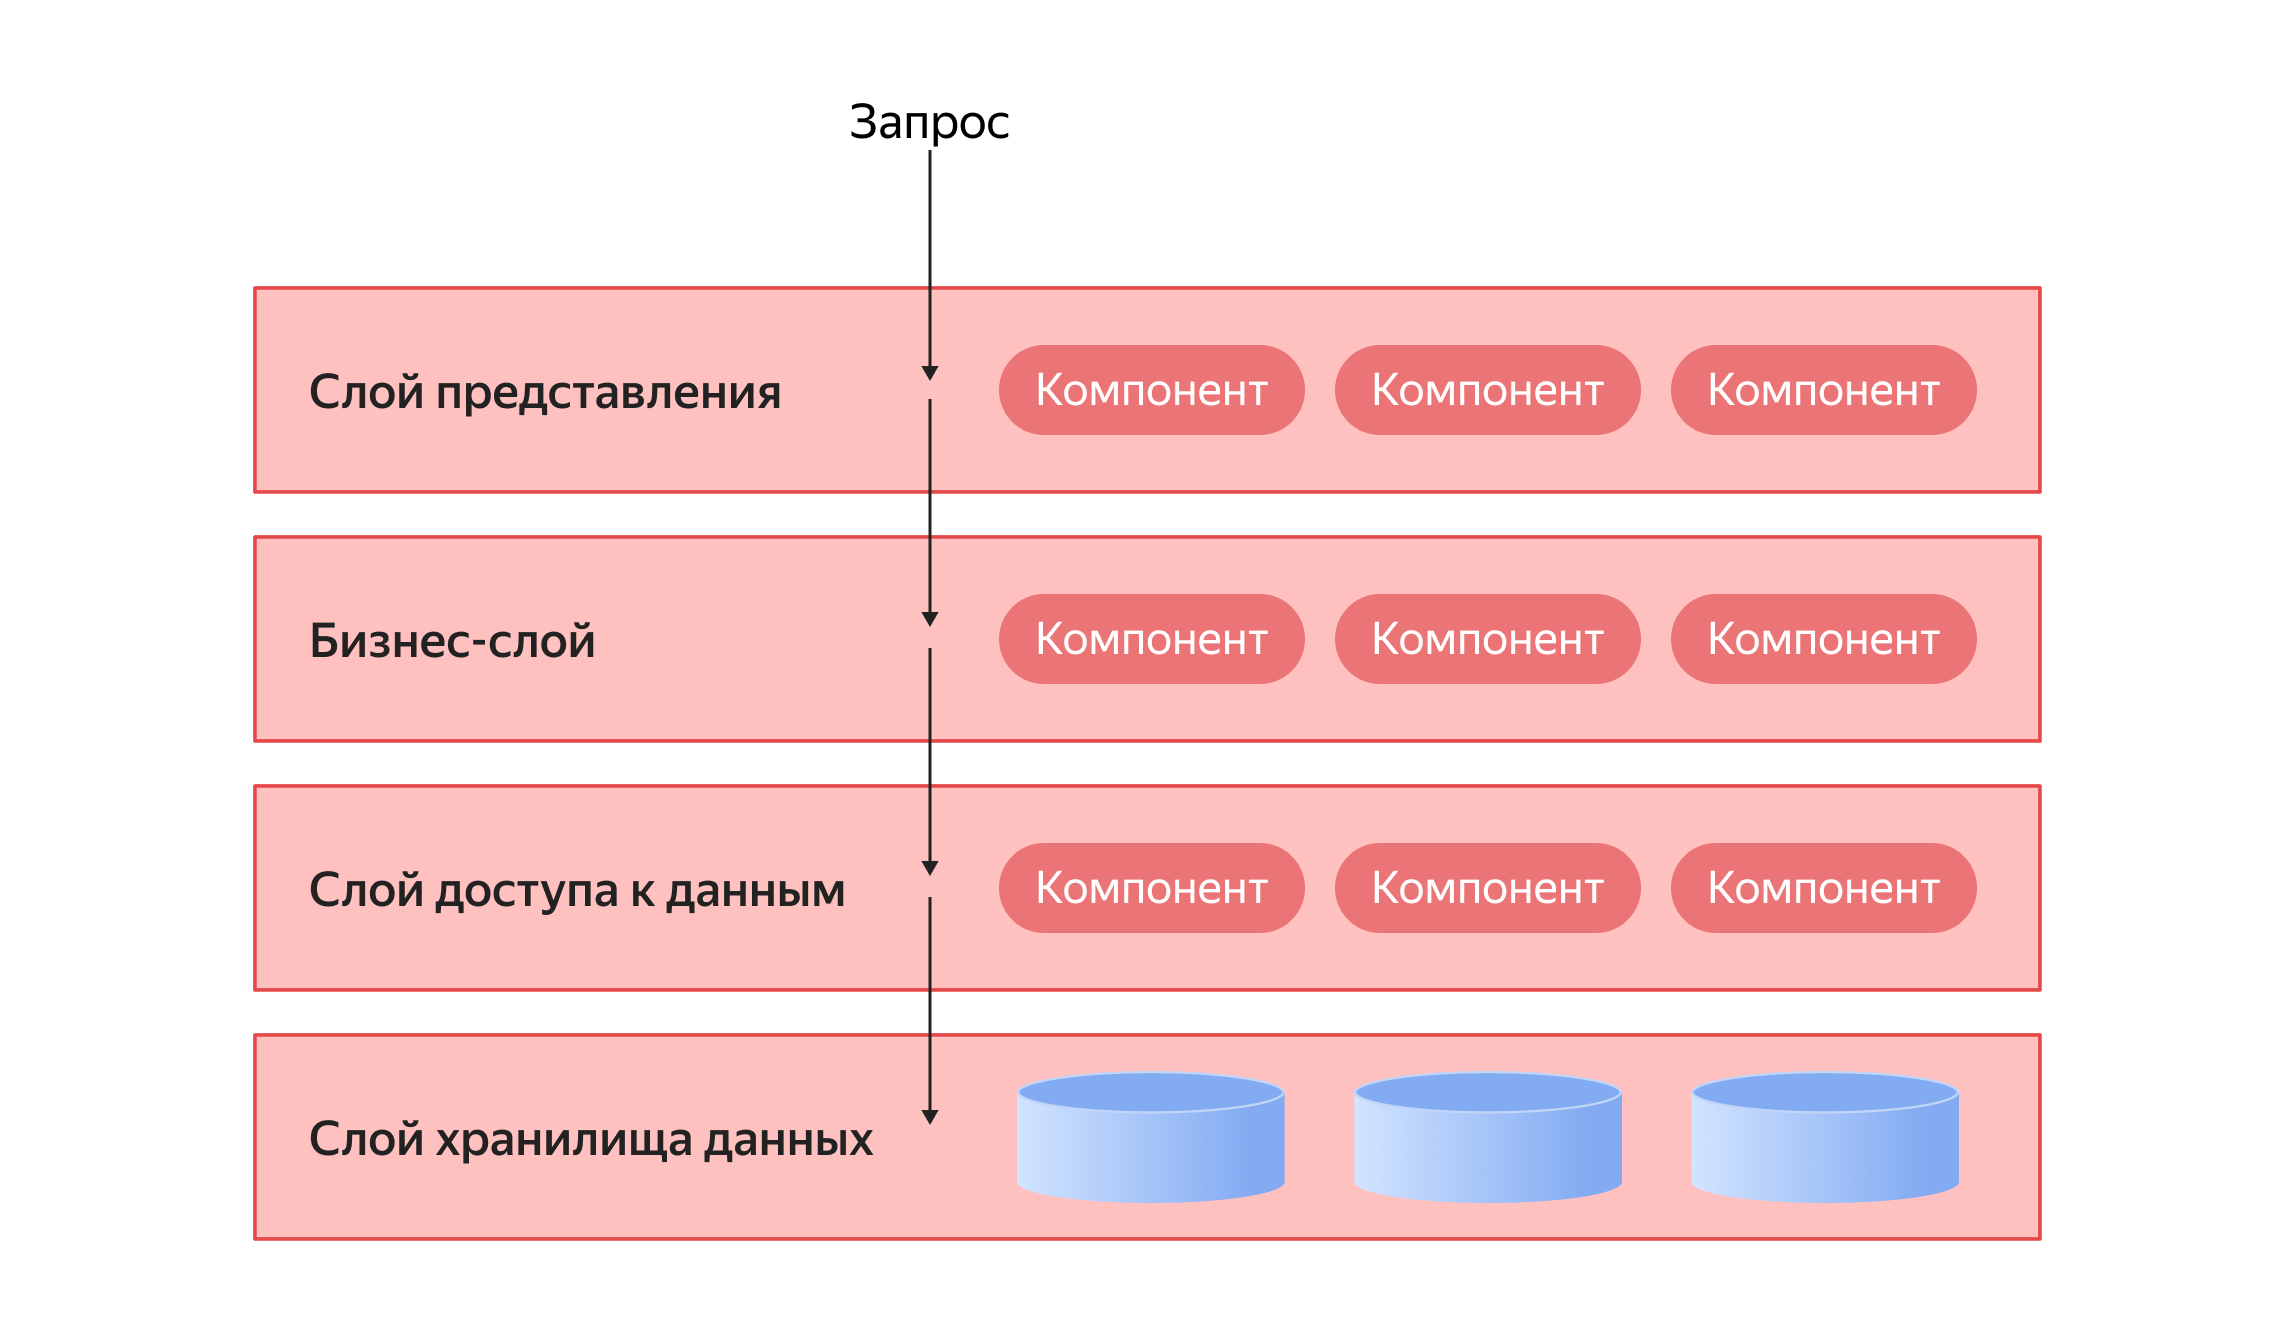 Запрос
Слой представления
Компонент Компонент Компонент
Бизнес-слой
Компонент Компонент Компонент
Слой доступа к данным
Компонент Компонент Компонент
Слой хранилища данных